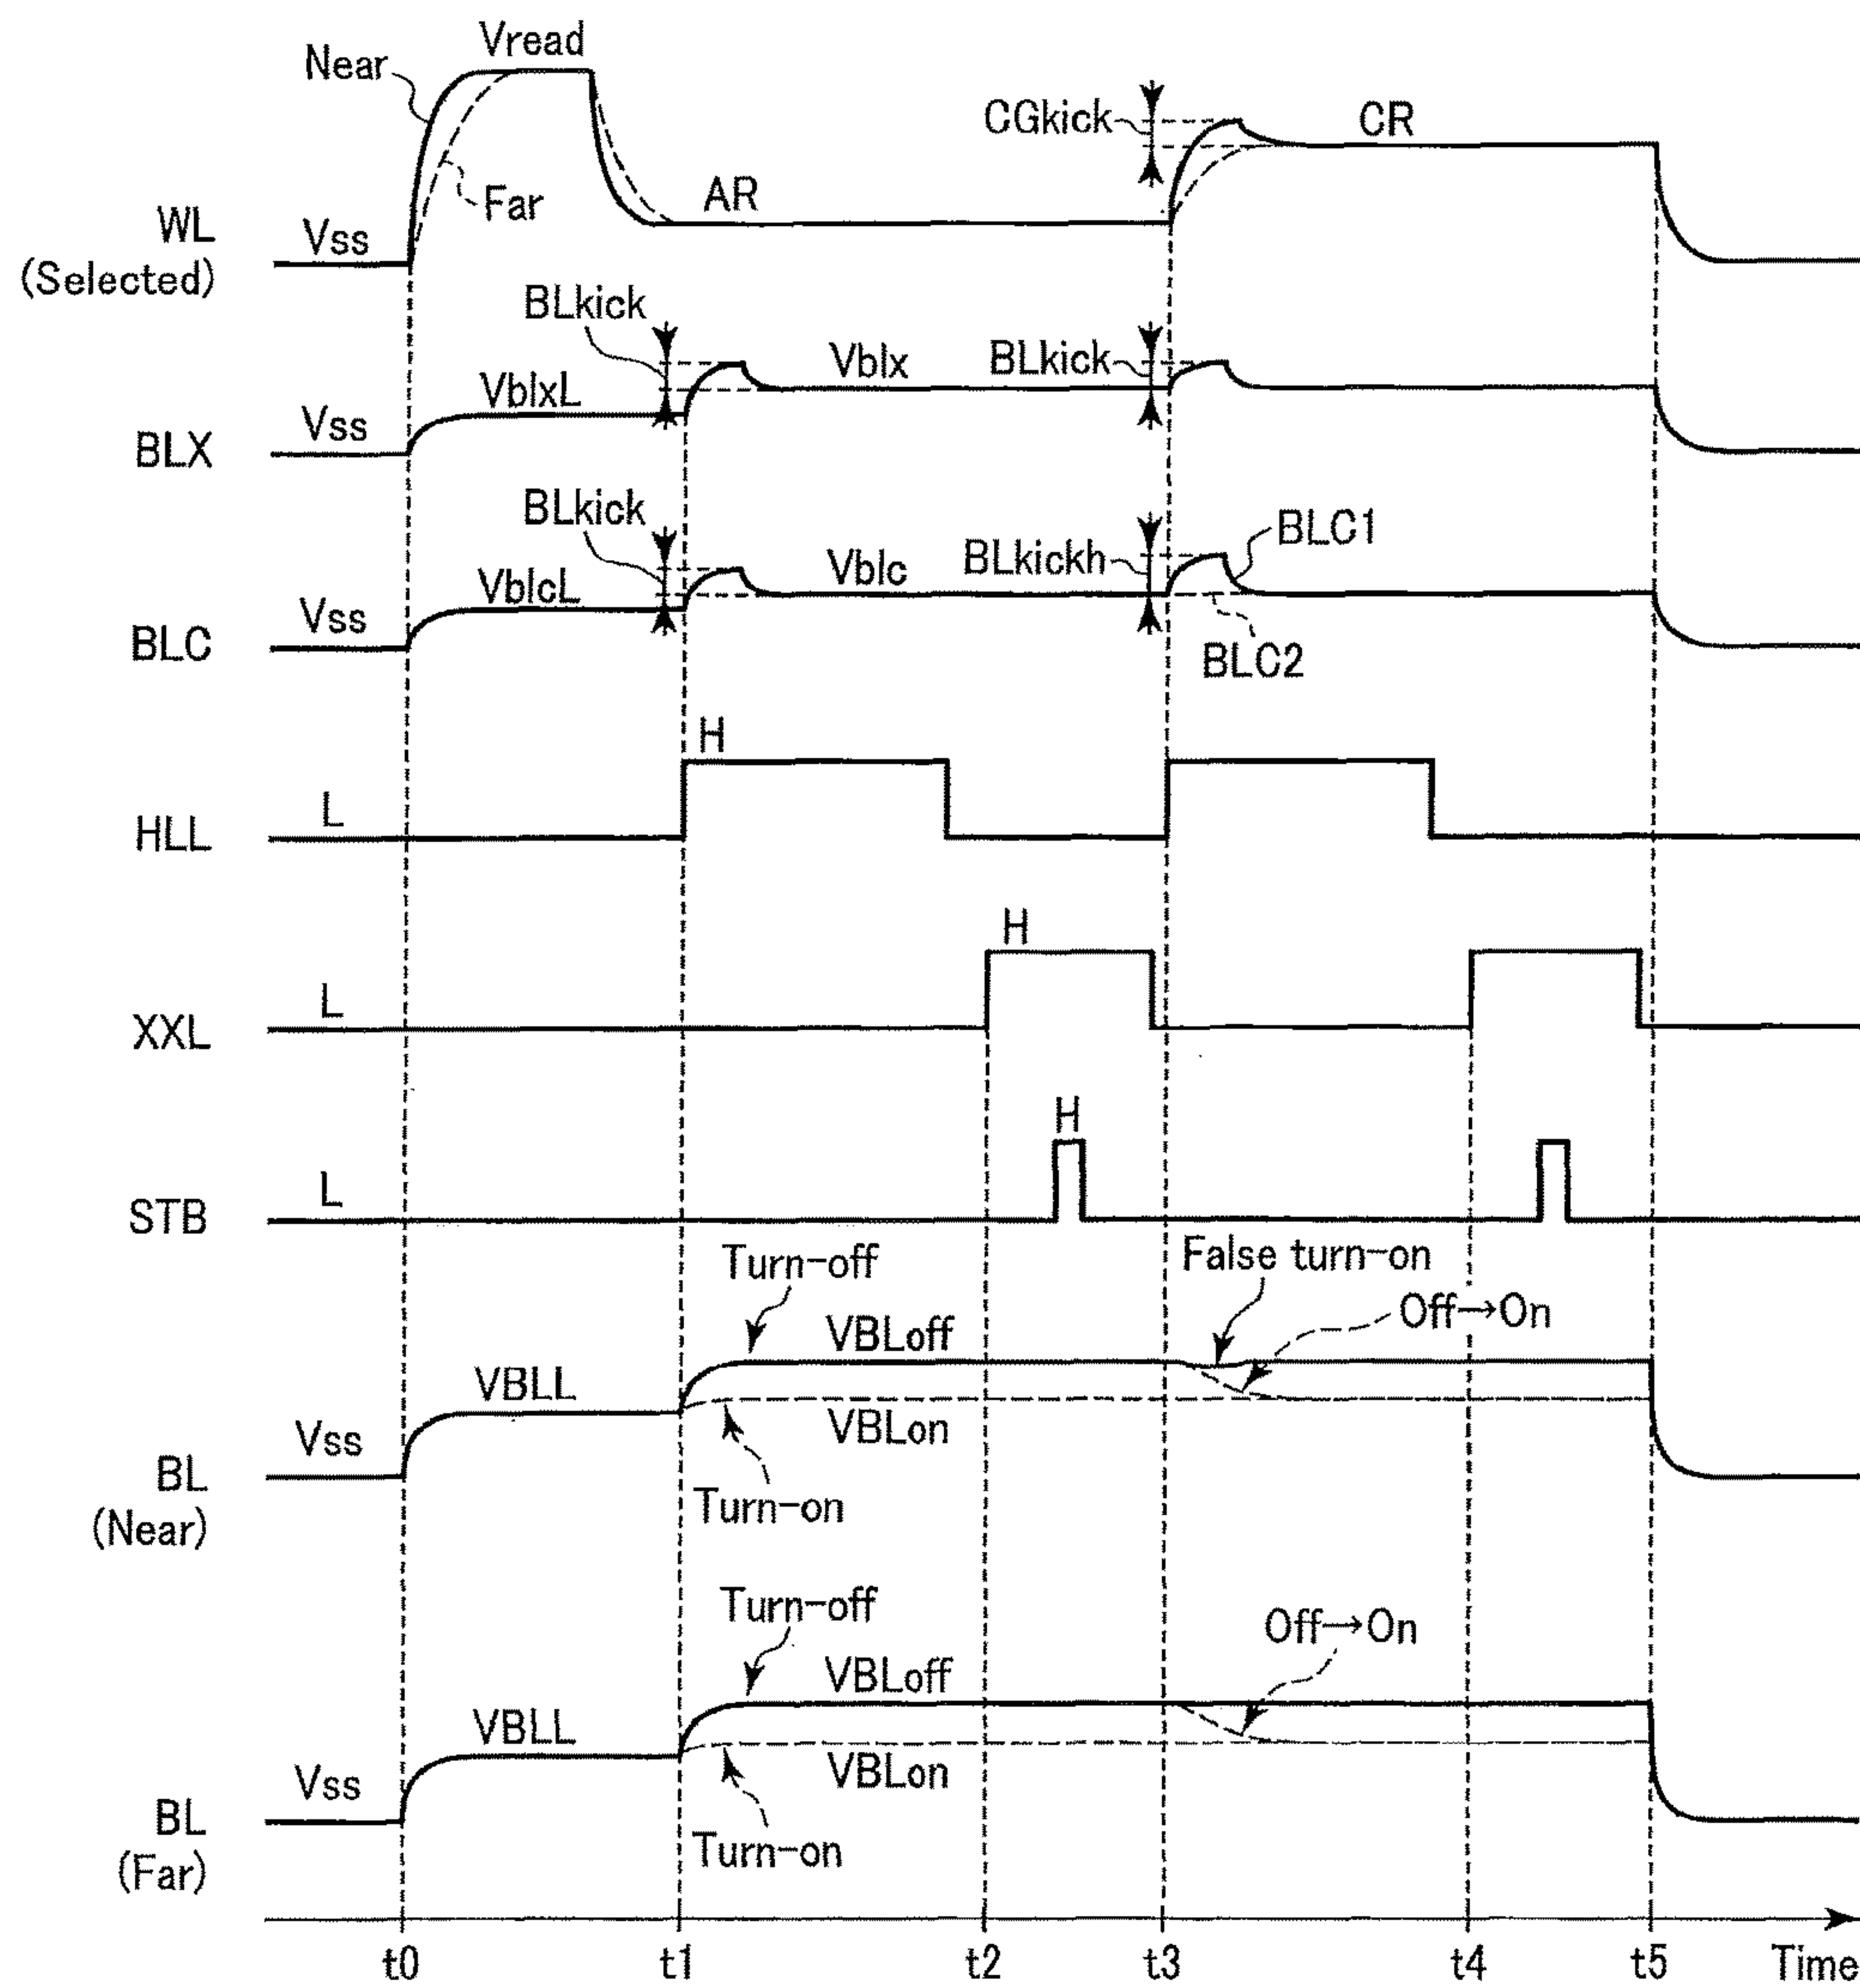 Vread
Near
CGkick
CR
Far
AR
WL
(Selected)
Vss
BLkick
BLkick
Vblx
VblxL
Vss
BLX
BLkick
BLC1
BLkickh
Vblc
VblcL
Vss
BLC
BLC2
H
L
HLL
H
L
XXL
H
L
STB
Turn-off
False turn-on
Off→On
VBLoff
VBLL
VBLon
Vss
BL
(Near)
Turn-on
Turn-off
Off→On
VBLoff
VBLL
VBLon
Vss
BL
(Far)
Turn-on
t0 t1 t2 t3 t4 t5 Time